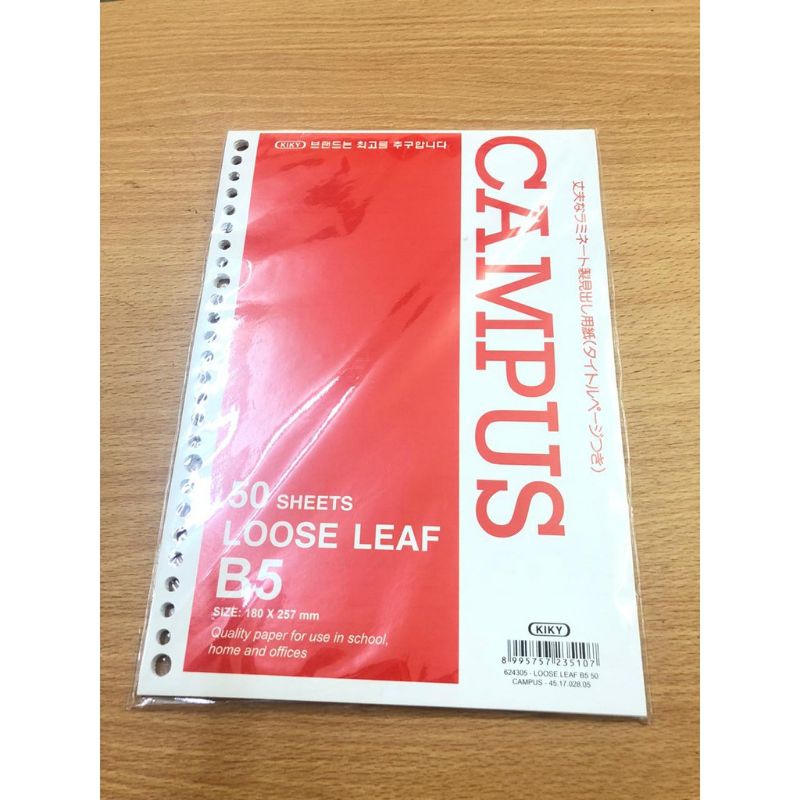 KIKY 브랜드는 최고를 추구합니다
CAMPUS
丈夫なラミネート製見出し用紙(タイトルページつき)
50 SHEETS
LOOSE LEAF
B5
SIZE: 180 X 257 mm
Quality paper for use in school,
home and offices
KIKY
8 995757 235107
624305 - LOOSE LEAF B5 50
CAMPUS - 45.17.028.05